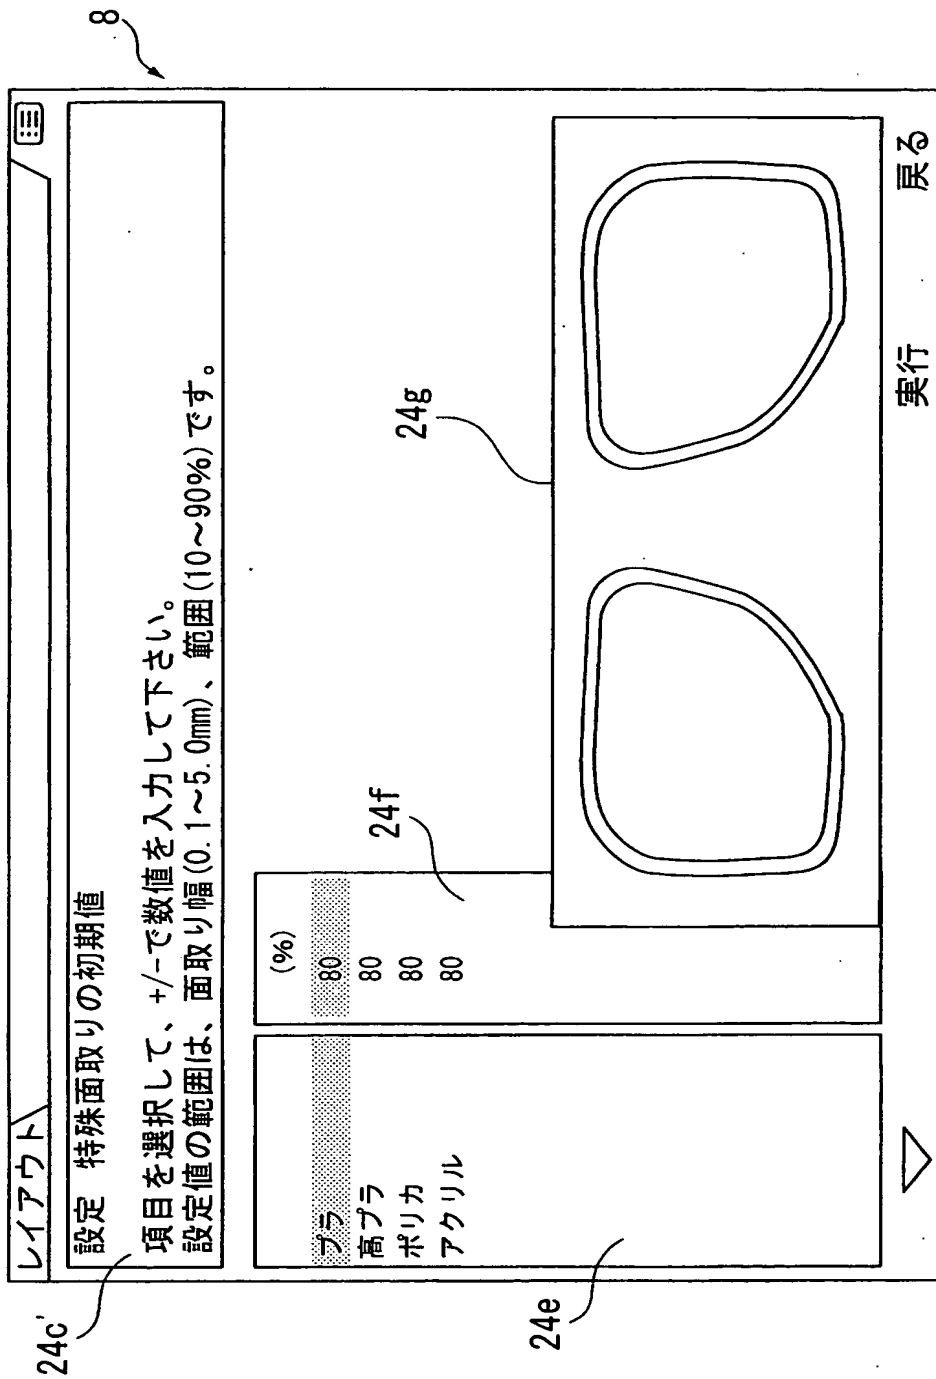 8
レイアウト
24c'
設定 特殊面取りの初期値
項目を選択して、+/-で数値を入力して下さい。
設定値の範囲は、面取り幅(0.1～5.0mm)、範囲(10～90%)です。
(%)
プラ 80
高プラ 80
ポリカ 80
アクリル 80
24f
24g
24e
実行 戻る